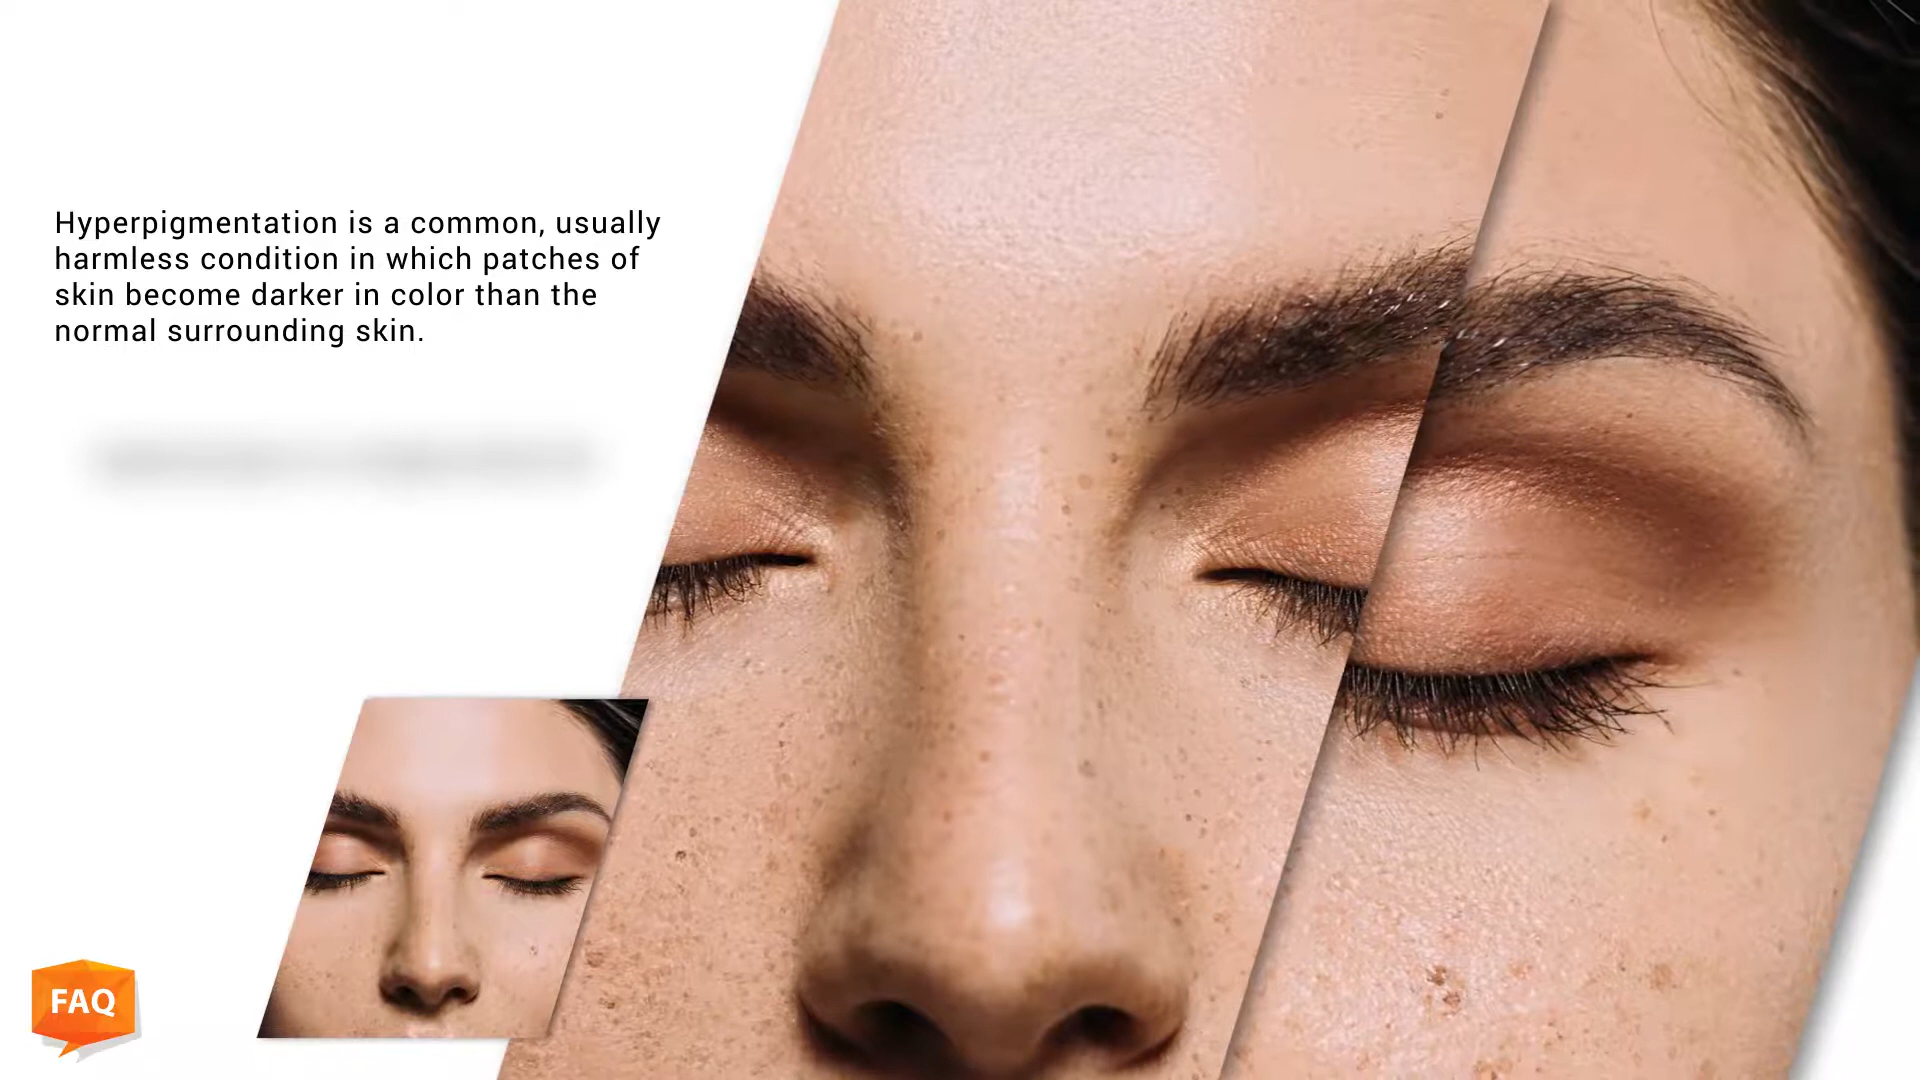 Hyperpigmentation is a common, usually
harmless condition in which patches of
skin become darker in color than the
normal surrounding skin.
FAQ